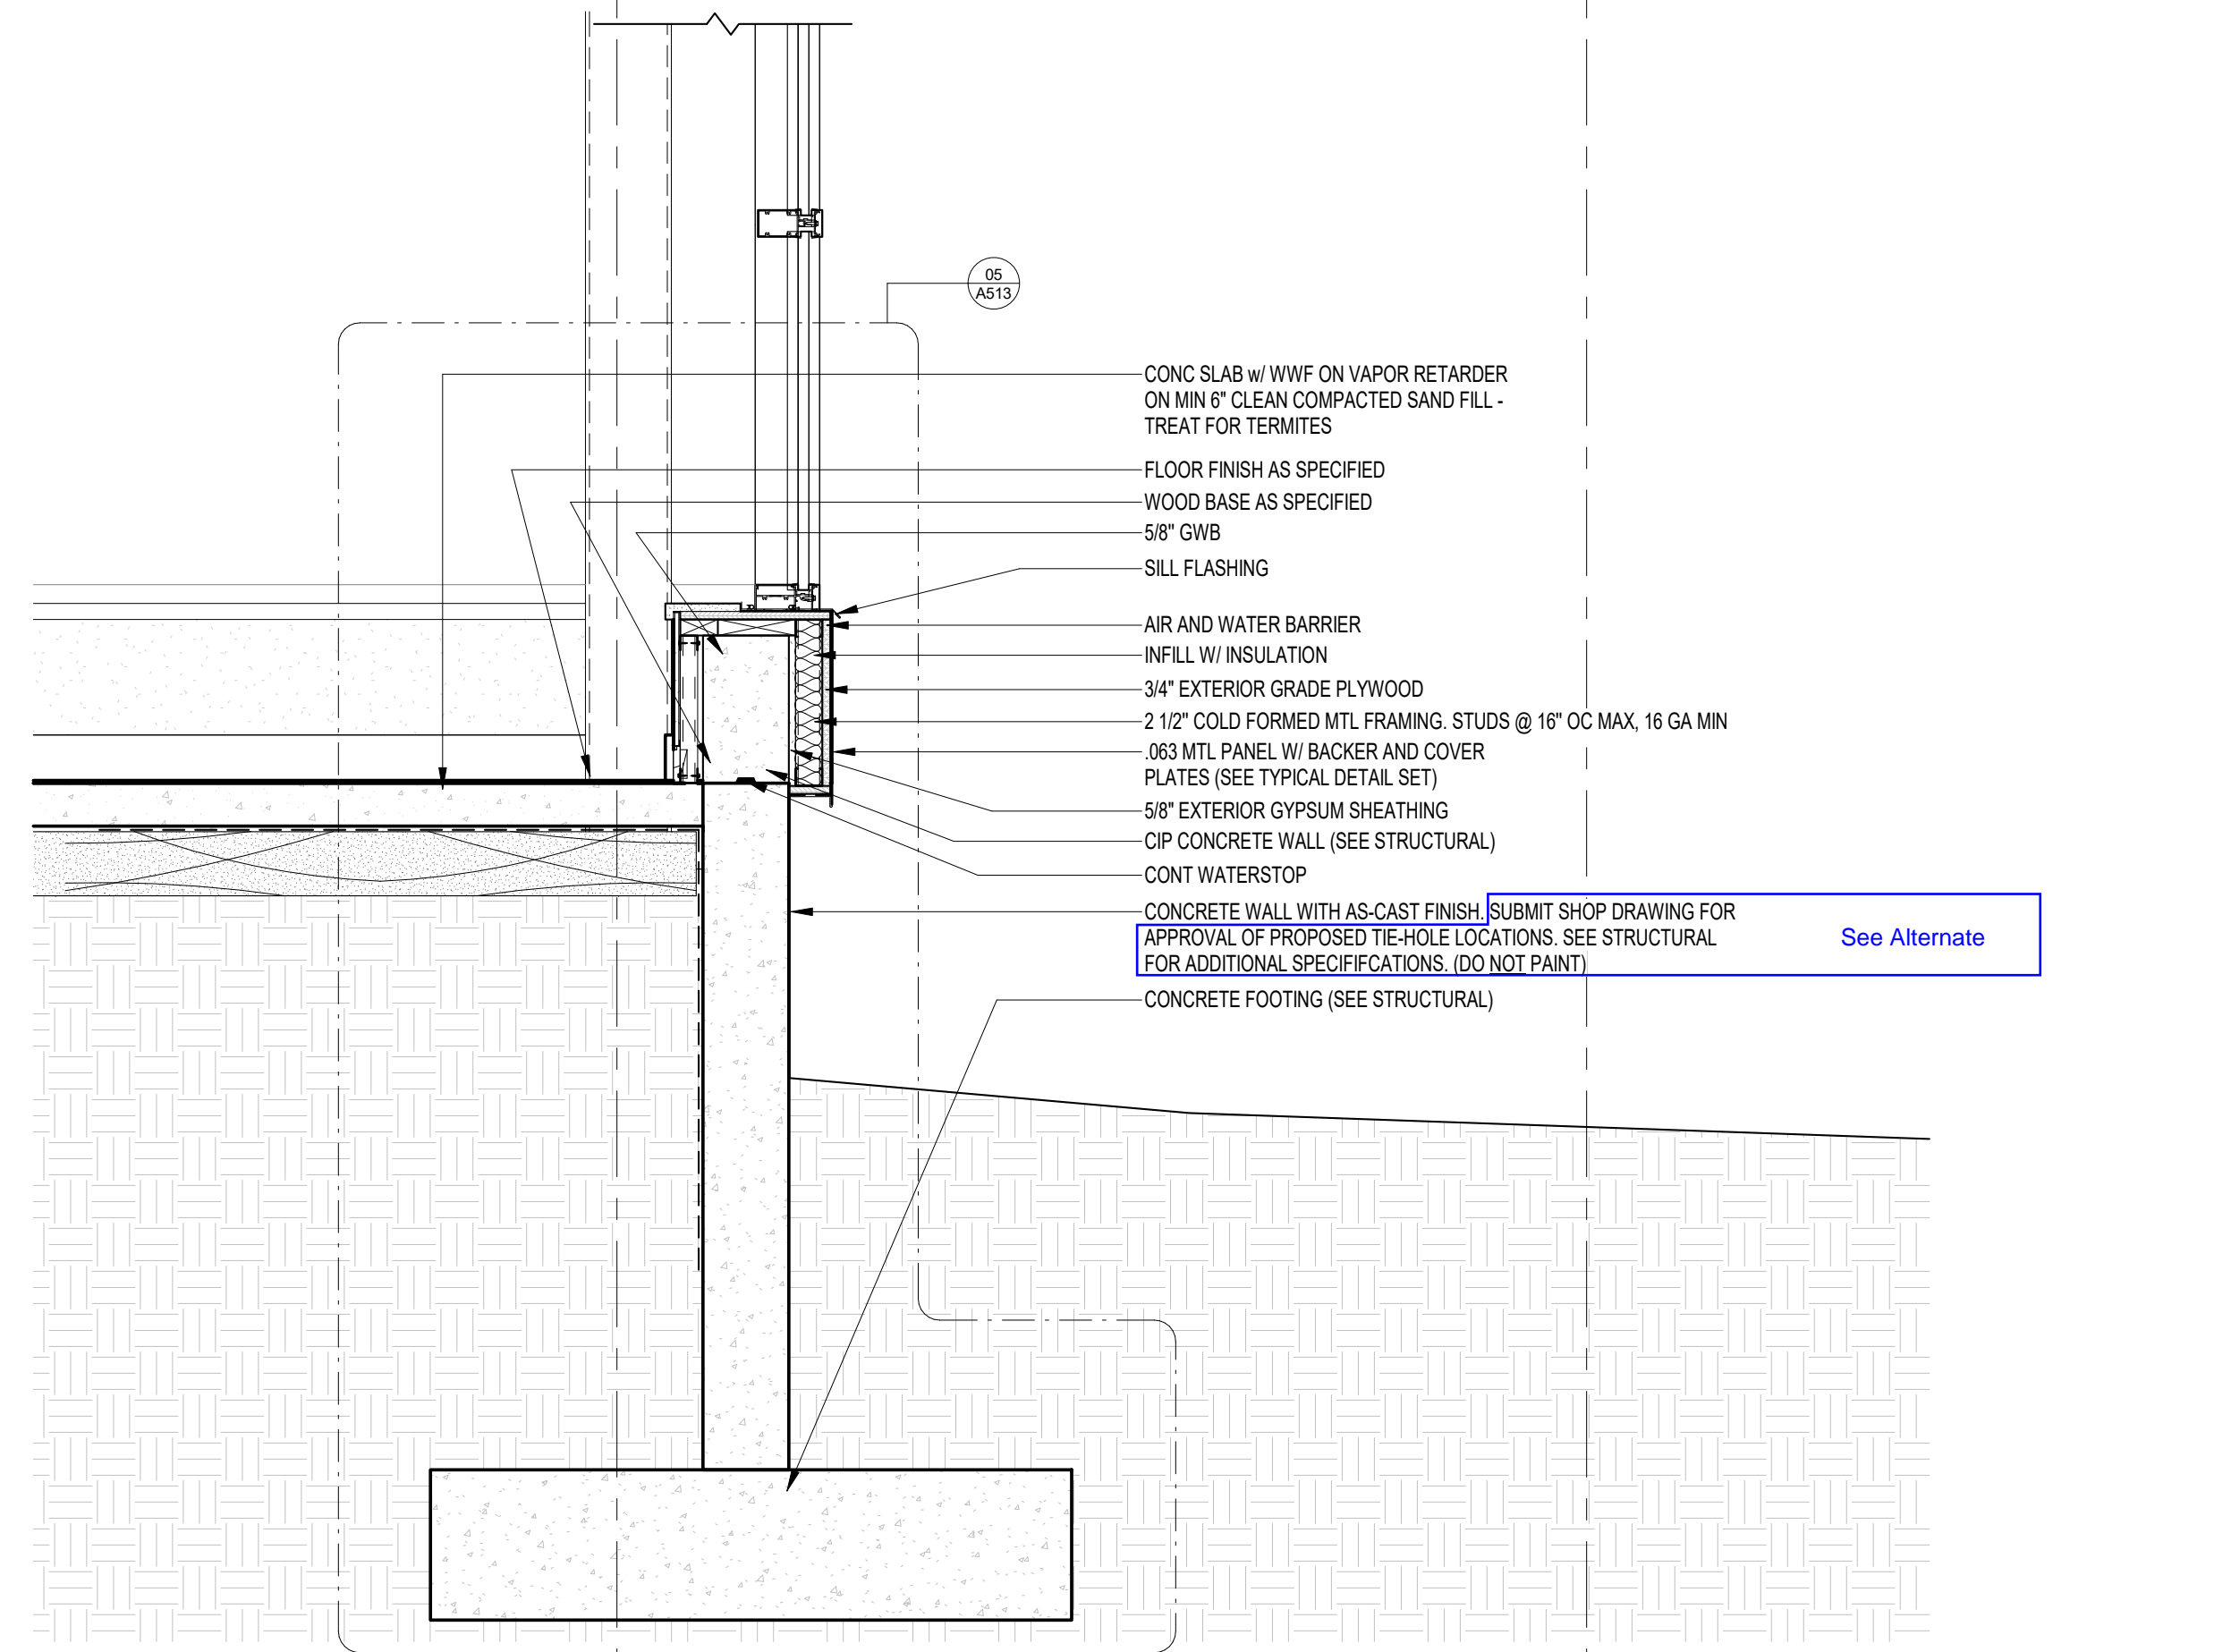 05
A513
CONC SLAB w/ WWF ON VAPOR RETARDER
ON MIN 6" CLEAN COMPACTED SAND FILL -
TREAT FOR TERMITES
FLOOR FINISH AS SPECIFIED
WOOD BASE AS SPECIFIED
5/8" GWB
SILL FLASHING
AIR AND WATER BARRIER
INFILL W/ INSULATION
3/4" EXTERIOR GRADE PLYWOOD
2 1/2" COLD FORMED MTL FRAMING. STUDS @ 16" OC MAX, 16 GA MIN
.063 MTL PANEL W/ BACKER AND COVER
PLATES (SEE TYPICAL DETAIL SET)
5/8" EXTERIOR GYPSUM SHEATHING
CIP CONCRETE WALL (SEE STRUCTURAL)
CONT WATERSTOP
CONCRETE WALL WITH AS-CAST FINISH. SUBMIT SHOP DRAWING FOR
APPROVAL OF PROPOSED TIE-HOLE LOCATIONS. SEE STRUCTURAL
FOR ADDITIONAL SPECIFIFCATIONS. (DO NOT PAINT)
See Alternate
CONCRETE FOOTING (SEE STRUCTURAL)